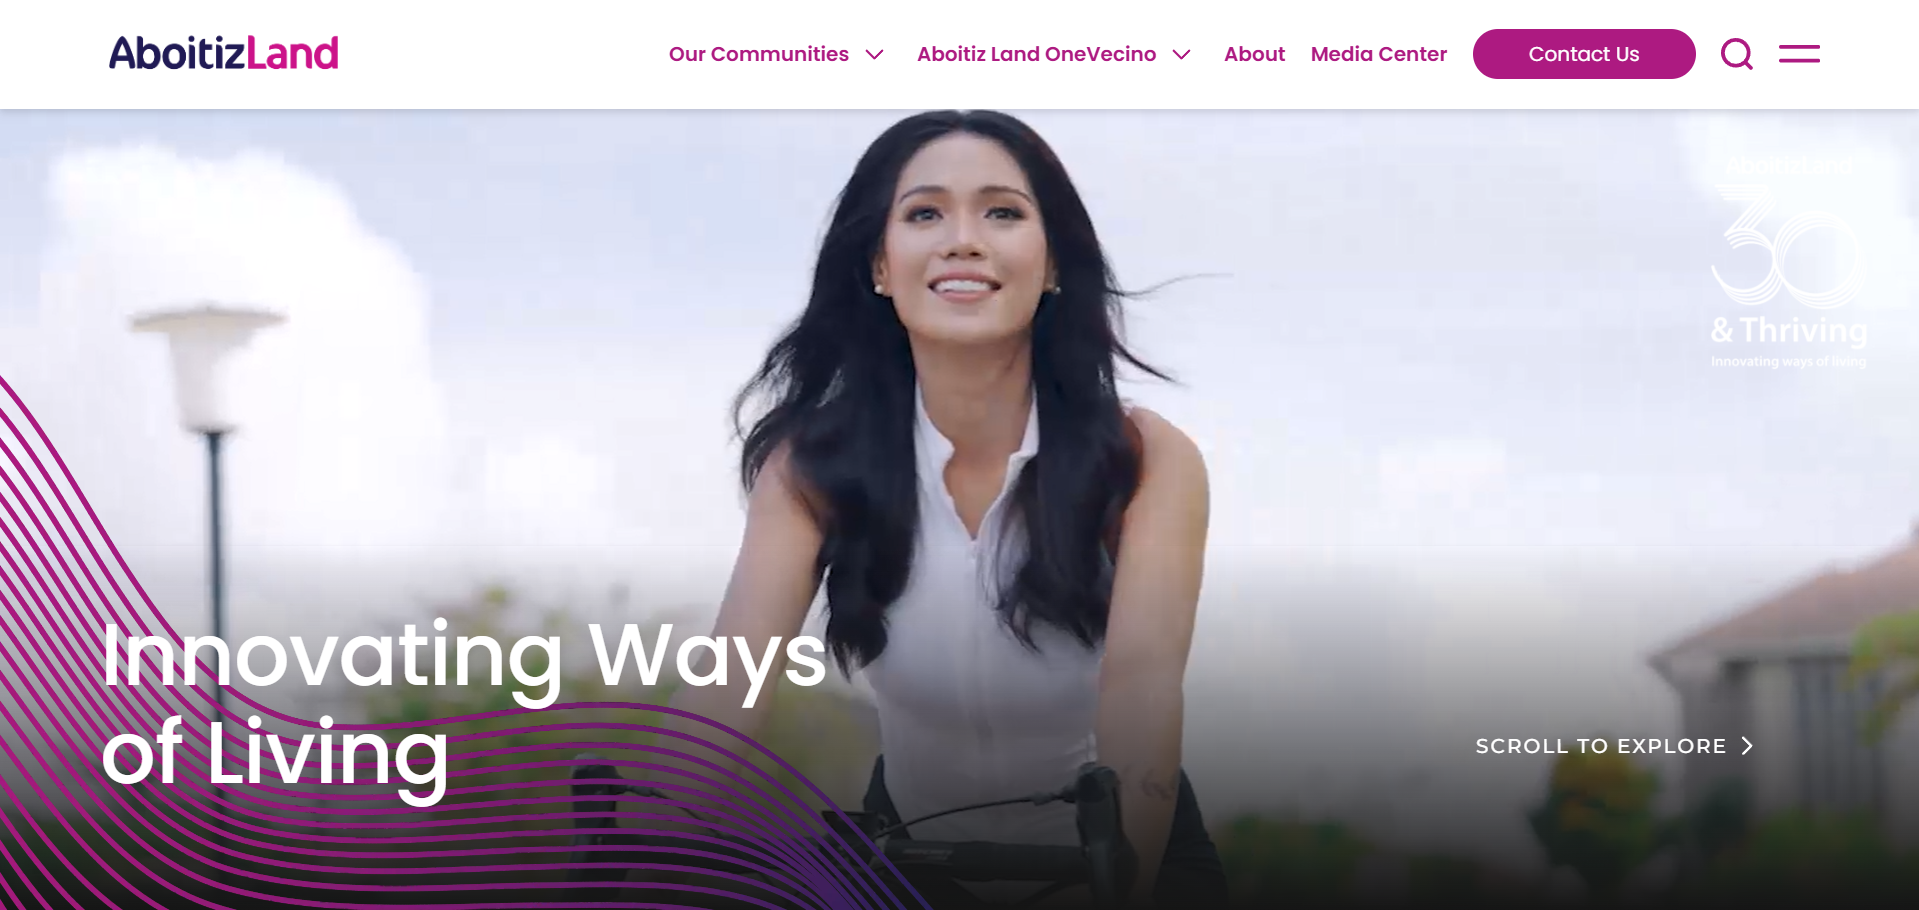 AboitizLand
Our Communities
Aboitiz Land OneVecino
About
Media Center
Contact Us
AboitizLand
30
& Thriving
Innovating ways of living
Innovating Ways
of Living
SCROLL TO EXPLORE